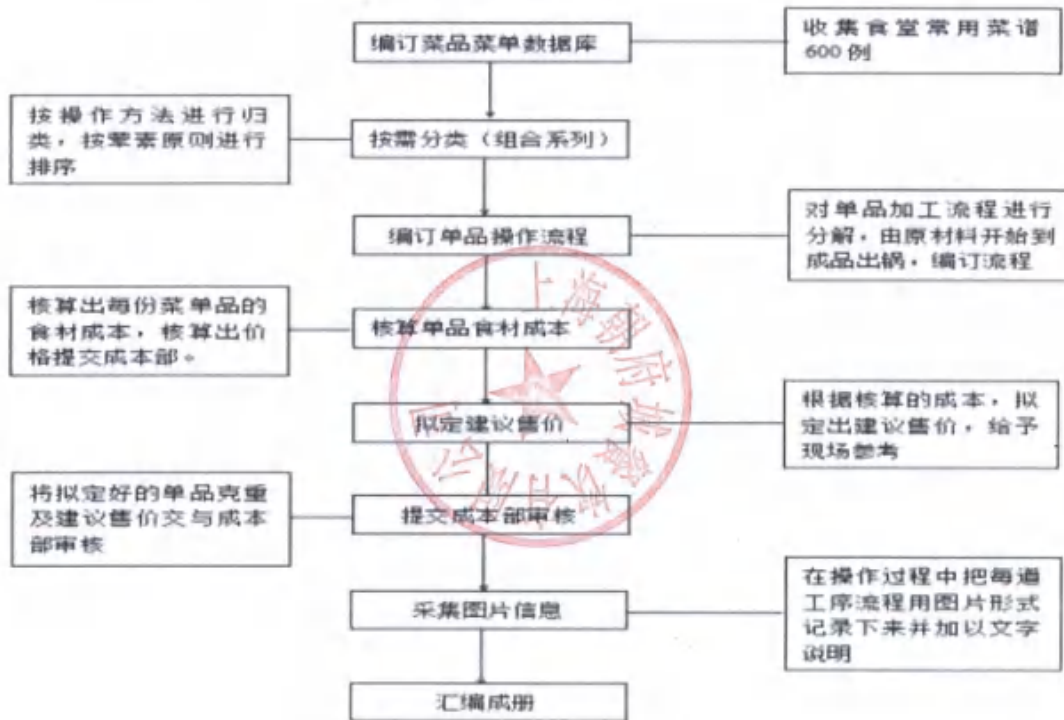 编订菜品菜单数据库
收集食堂常用菜谱
600例
按操作方法进行归
类，按荤素原则进行
排序
按需分类（组合系列）
编订单品操作流程
对单品加工流程进行
分解，由原材料开始到
成品出锅，编订流程
核算出每份菜单品的
食材成本，核算出价
格提交成本部。
核算单品食材成本
拟定建议售价
根据核算的成本，拟
定出建议售价，给予
现场参考
将拟定好的单品克重
及建议售价交与成本
部审核
提交成本部审核
采集图片信息
在操作过程中把每道
工序流程用图片形式
记录下来并加以文字
说明
汇编成册